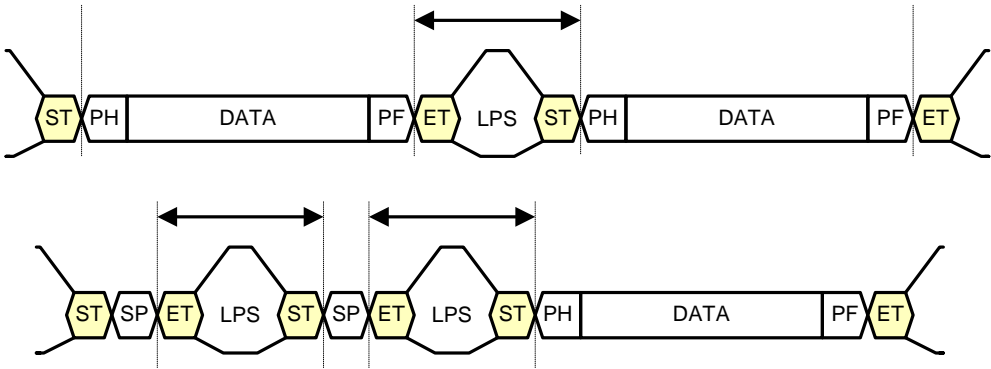 ST PH DATA PF ET LPS ST PH DATA PF ET
ST SP ET LPS ST SP ET LPS ST PH DATA PF ET